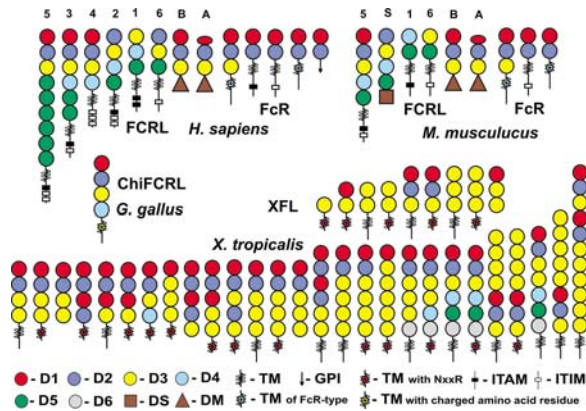 5 3 4 2 1 6 B A
5 S 1 6 B A
FCRL
FcR
H. sapiens
FCRL
FcR
M. musculucus
ChiFCRL
G. gallus
XFL
X. tropicalis
- D1 - D2 - D3 - D4 - TM - GPI - TM with NxxR - ITAM - ITIM
- D5 - D6 - DS - DM - TM of FcR-type - TM with charged amino acid residue